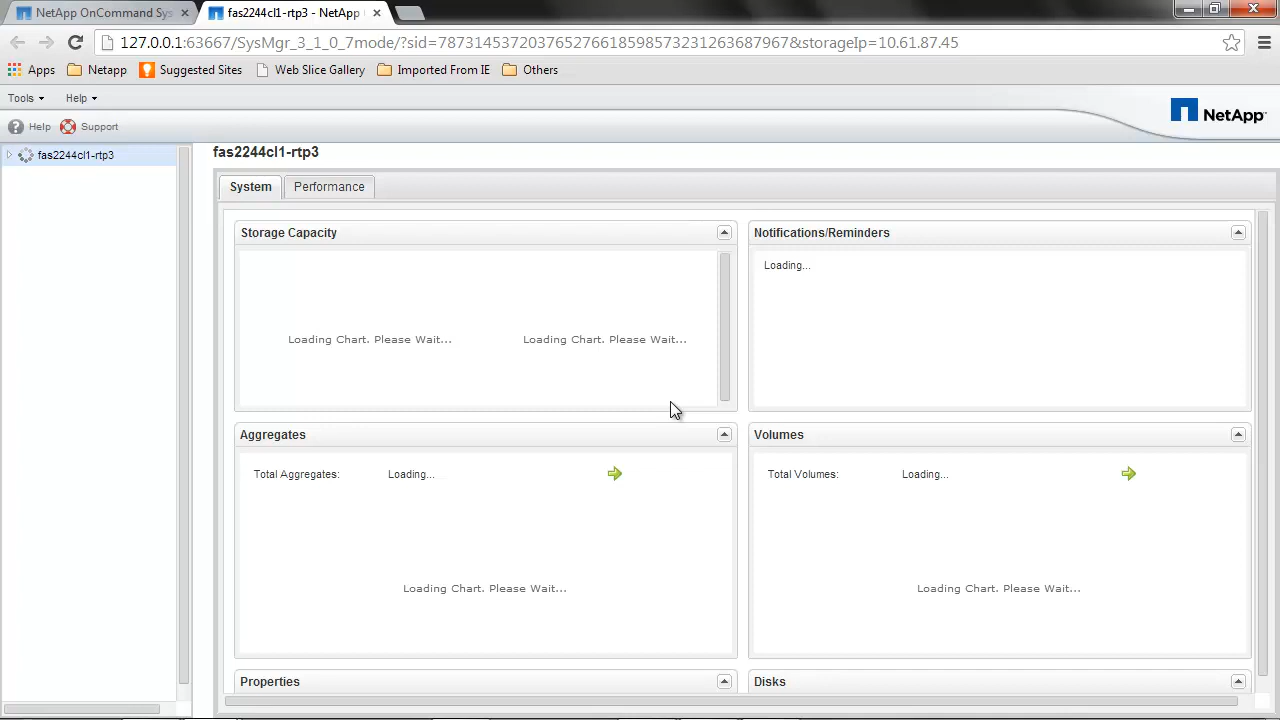 NetApp OnCommand Sys
fas2244cl1-rtp3 - NetApp
127.0.0.1:63667/SysMgr_3_1_0_7mode/?sid=787314537203765276618598573231263687967&storageIp=10.61.87.45
Apps Netapp Suggested Sites Web Slice Gallery Imported From IE Others
Tools Help
NetApp
Help Support
fas2244cl1-rtp3
fas2244cl1-rtp3
System Performance
Storage Capacity
Loading Chart. Please Wait... Loading Chart. Please Wait...
Notifications/Reminders
Loading...
Aggregates
Total Aggregates: Loading...
Loading Chart. Please Wait...
Volumes
Total Volumes: Loading...
Loading Chart. Please Wait...
Properties
Disks